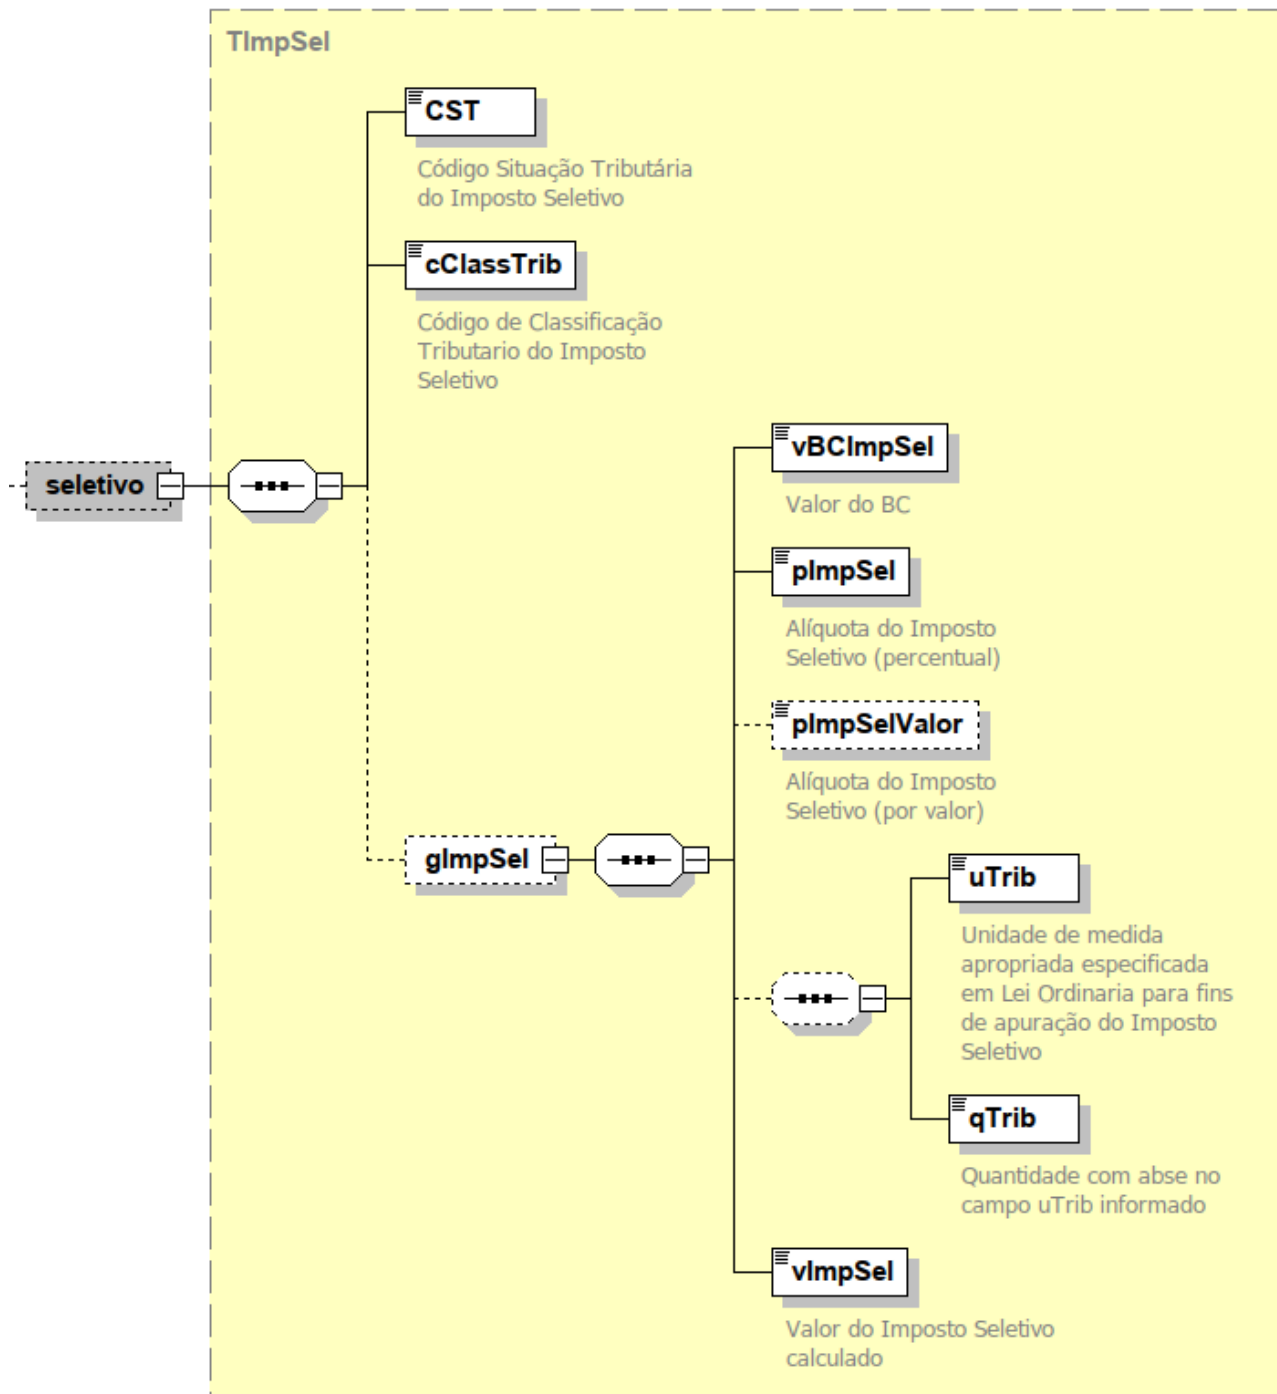 TImpSel
CST
Código Situação Tributária
do Imposto Seletivo
cClassTrib
Código de Classificação
Tributario do Imposto
Seletivo
seletivo
vBCImpSel
Valor do BC
pImpSel
Alíquota do Imposto
Seletivo (percentual)
pImpSelValor
Alíquota do Imposto
Seletivo (por valor)
gImpSel
uTrib
Unidade de medida
apropriada especificada
em Lei Ordinaria para fins
de apuração do Imposto
Seletivo
qTrib
Quantidade com abse no
campo uTrib informado
vImpSel
Valor do Imposto Seletivo
calculado